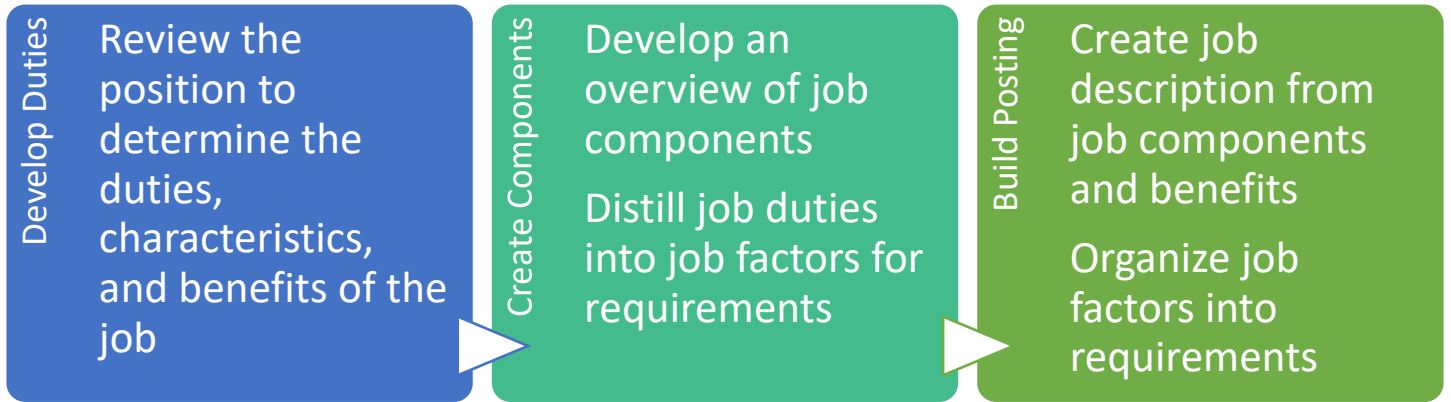 Develop Duties
Review the
position to
determine the
duties,
characteristics,
and benefits of the
job
Create Components
Develop an
overview of job
components
Distill job duties
into job factors for
requirements
Build Posting
Create job
description from
job components
and benefits
Organize job
factors into
requirements